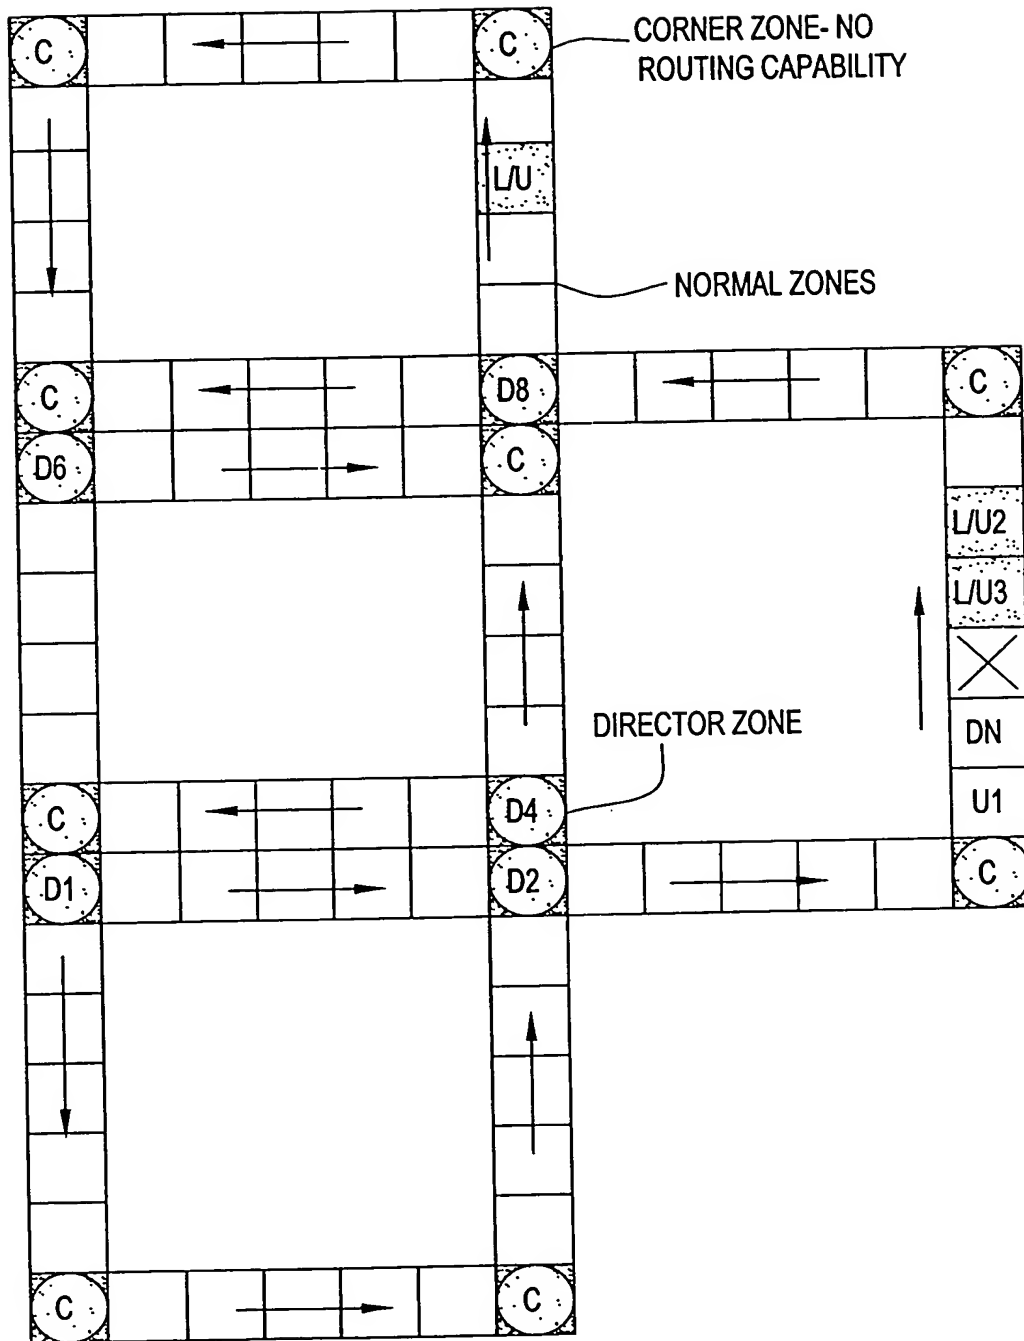 C
C
CORNER ZONE- NO
ROUTING CAPABILITY
L/U
NORMAL ZONES
C
D8
C
D6
C
L/U2
L/U3
DN
DIRECTOR ZONE
U1
C
D4
D1
D2
C
C
C